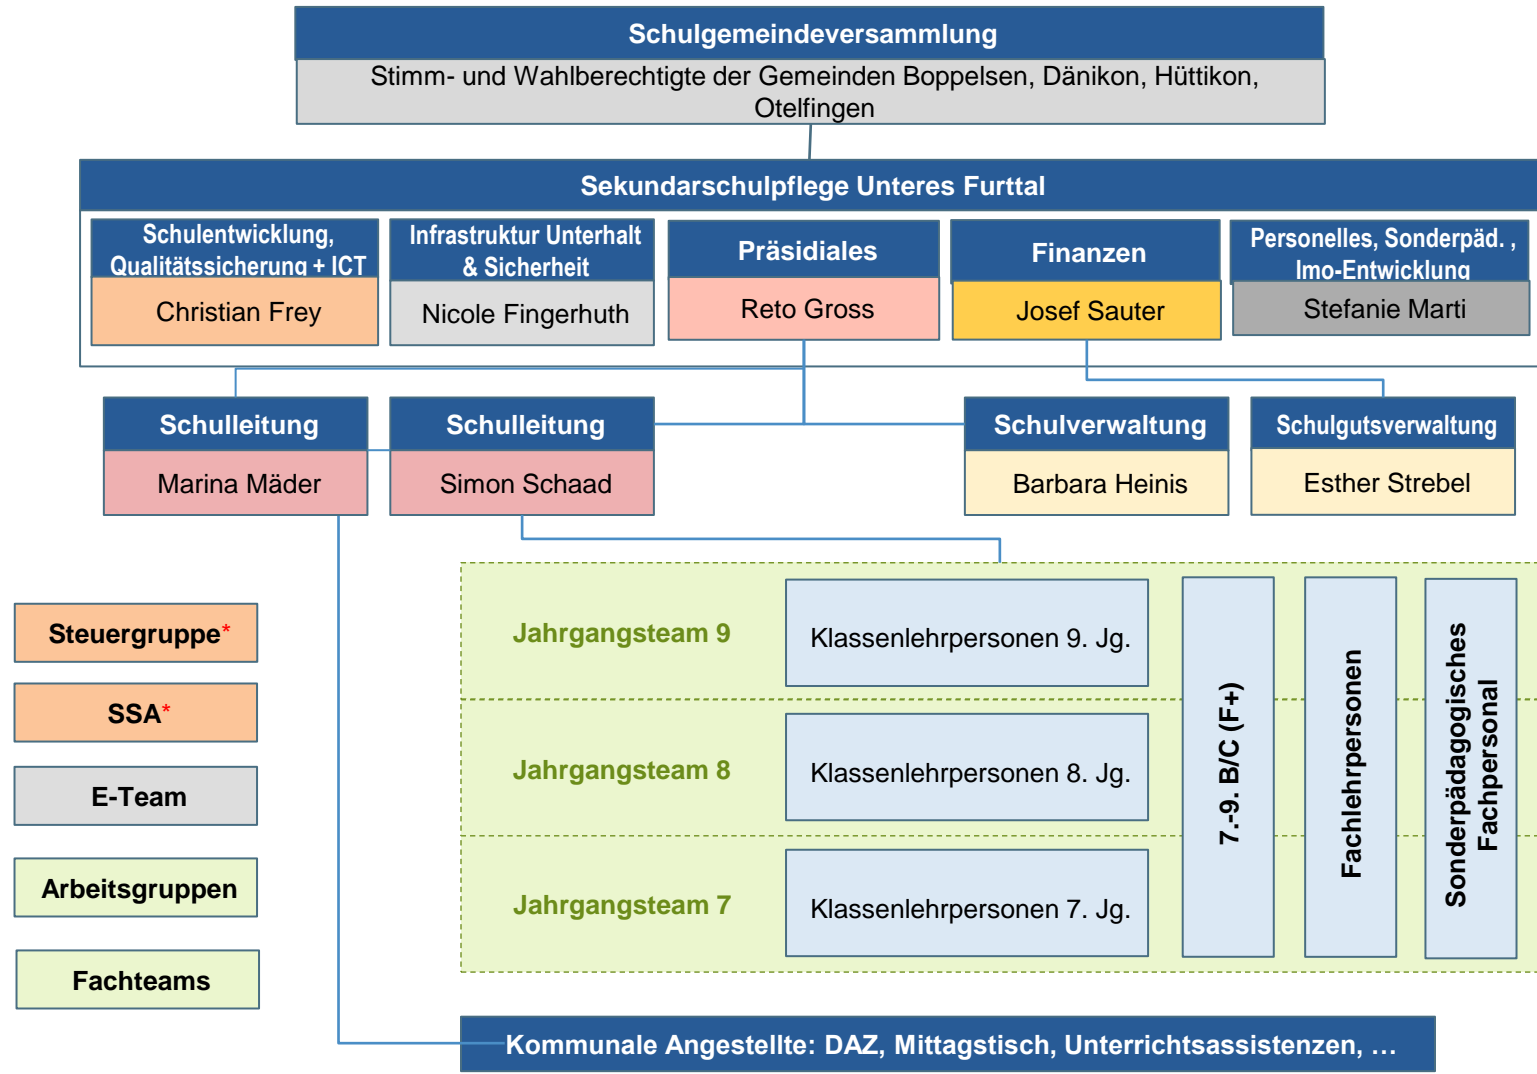 Schulgemeindeversammlung
Stimm- und Wahlberechtigte der Gemeinden Boppelsen, Dänikon, Hüttikon,
Otelfingen
Sekundarschulpflege Unteres Furttal
Schulentwicklung,
Qualitätssicherung + ICT
Christian Frey
Infrastruktur Unterhalt
& Sicherheit
Nicole Fingerhuth
Präsidiales
Reto Gross
Finanzen
Josef Sauter
Personelles, Sonderpäd. ,
Imo-Entwicklung
Stefanie Marti
Schulleitung
Marina Mäder
Schulleitung
Simon Schaad
Schulverwaltung
Barbara Heinis
Schulgutsverwaltung
Esther Strebel
Steuergruppe*
SSA*
E-Team
Arbeitsgruppen
Fachteams
Jahrgangsteam 9
Klassenlehrpersonen 9. Jg.
Jahrgangsteam 8
Klassenlehrpersonen 8. Jg.
Jahrgangsteam 7
Klassenlehrpersonen 7. Jg.
7.-9. B/C (F+)
Fachlehrpersonen
Sonderpädagogisches
Fachpersonal
Kommunale Angestellte: DAZ, Mittagstisch, Unterrichtsassistenzen, …